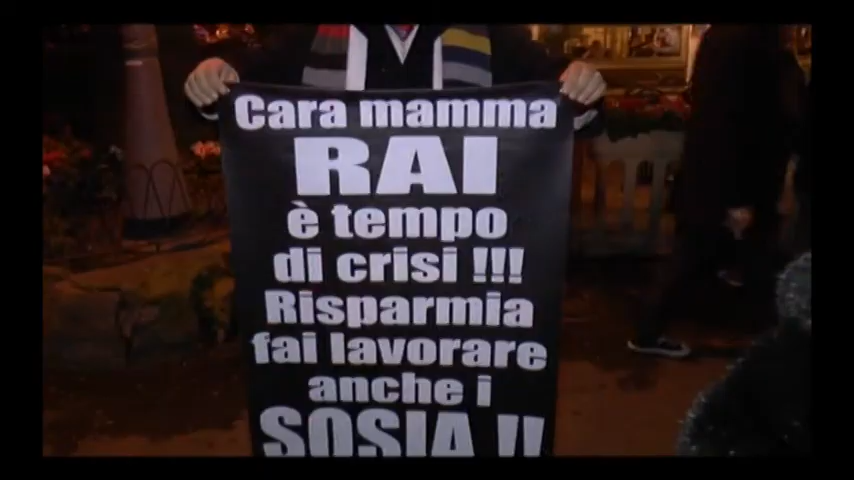 Cara mamma
RAI
è tempo
di crisi !!!
Risparmia
fai lavorare
anche i
SOSIA !!